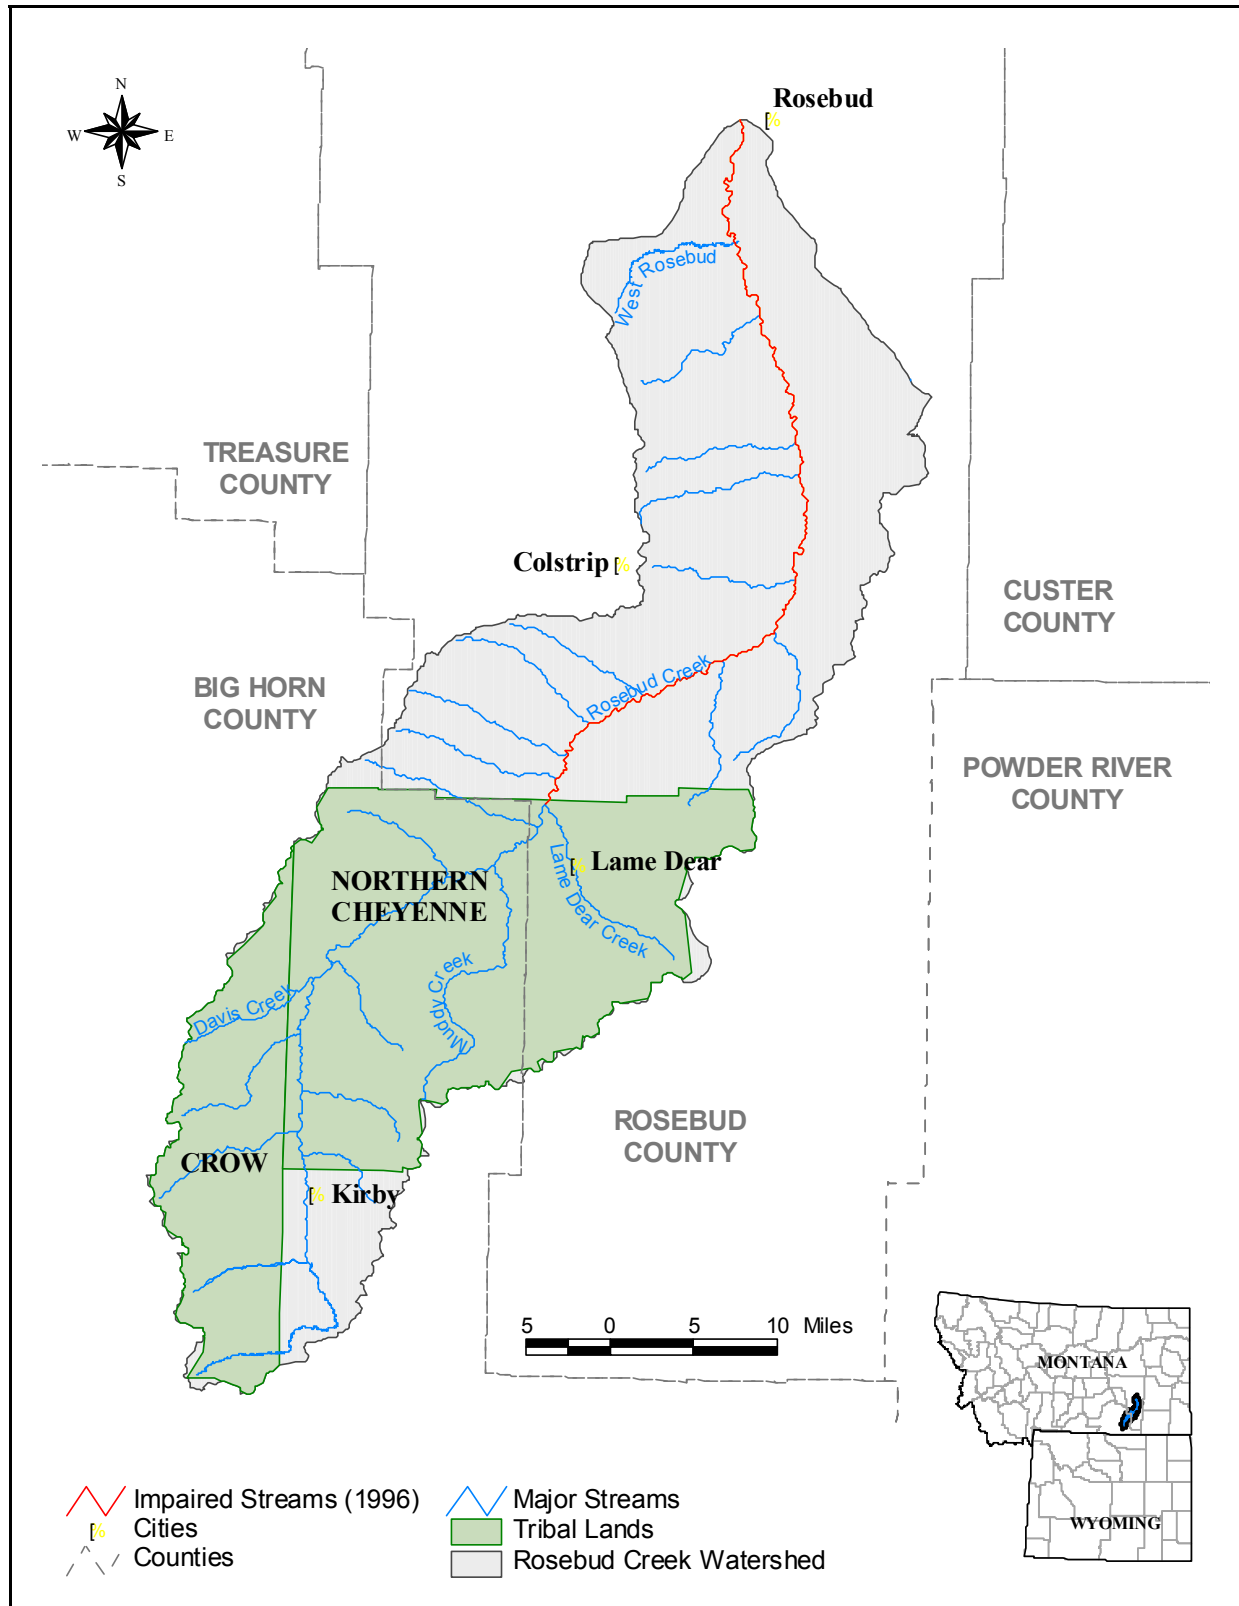 N
W
E
S
Rosebud
West Rosebud
TREASURE
COUNTY
Colstrip
CUSTER
COUNTY
Rosebud Creek
BIG HORN
COUNTY
POWDER RIVER
COUNTY
Lame Dear
Lame Dear Creek
NORTHERN
CHEYENNE
Muddy Creek
Davis Creek
ROSEBUD
COUNTY
CROW
Kirby
5 0 5 10 Miles
MONTANA
WYOMING
Impaired Streams (1996)
Cities
Counties
Major Streams
Tribal Lands
Rosebud Creek Watershed